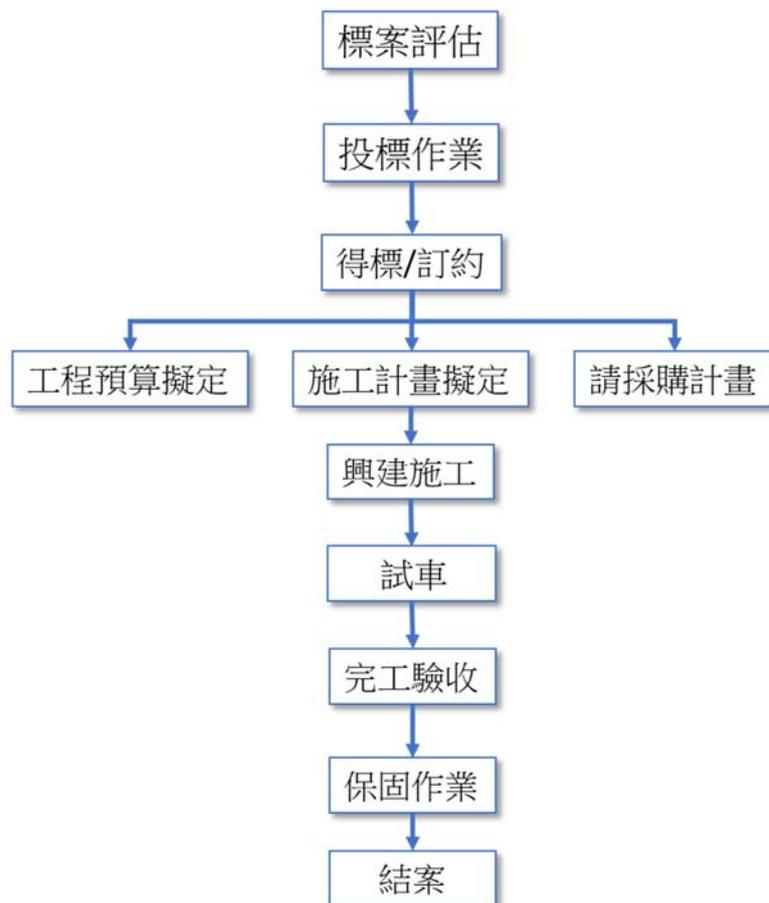 標案評估
投標作業
得標/訂約
工程預算擬定
施工計畫擬定
請採購計畫
興建施工
試車
完工驗收
保固作業
結案